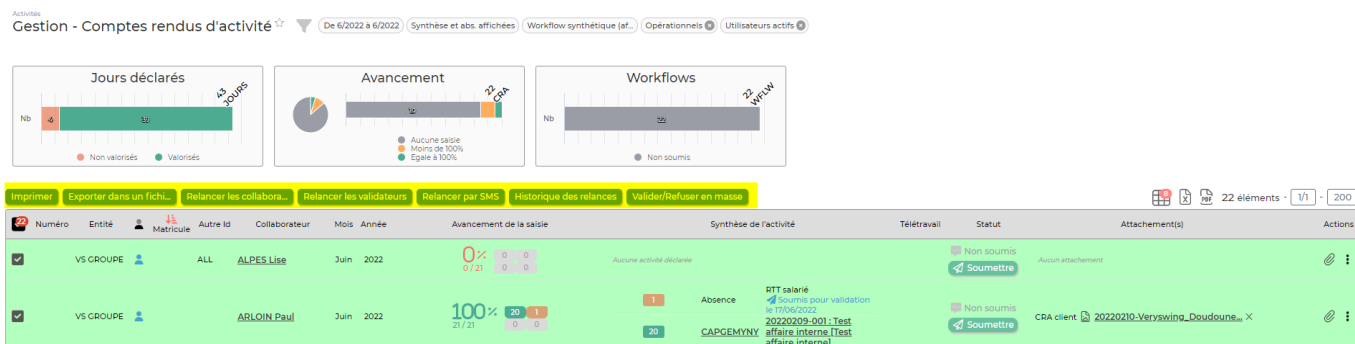 Activités
Gestion - Comptes rendus d'activité
De 6/2022 à 6/2022
Synthèse et abs. affichées
Workflow synthétique (af...
Opérationnels
Utilisateurs actifs
Jours déclarés
43
JOURS
Nb
Non valorisés
Valorisés
Avancement
22
CRA
19
Aucune saisie
Moins de 100%
Egale à 100%
Workflows
22
WFLW
Nb
22
Non soumis
Imprimer
Exporter dans un fichi...
Relancer les collabora...
Relancer les validateurs
Relancer par SMS
Historique des relances
Valider/Refuser en masse
8
X
PDF
22 éléments - 1/1 - 200
22 Numéro Entité Matricule Autre Id Collaborateur Mois Année Avancement de la saisie Synthèse de l'activité Télétravail Statut Attachement(s) Actions
VS GROUPE ALL ALPES Lise Juin 2022
0%
0 / 21
0 0
0 0
Aucune activité déclarée
Non soumis
Soumettre
Aucun attachement
VS GROUPE ARLOIN Paul Juin 2022
100%
21 / 21
20 1
0 0
1 Absence
RTT salarié
Soumis pour validation
le 17/06/2022
20 CAPGEMYNY
20220209-001 : Test
affaire interne [Test
affaire interne]
Non soumis
Soumettre
CRA client 20220210-Veryswing_Doudoune...